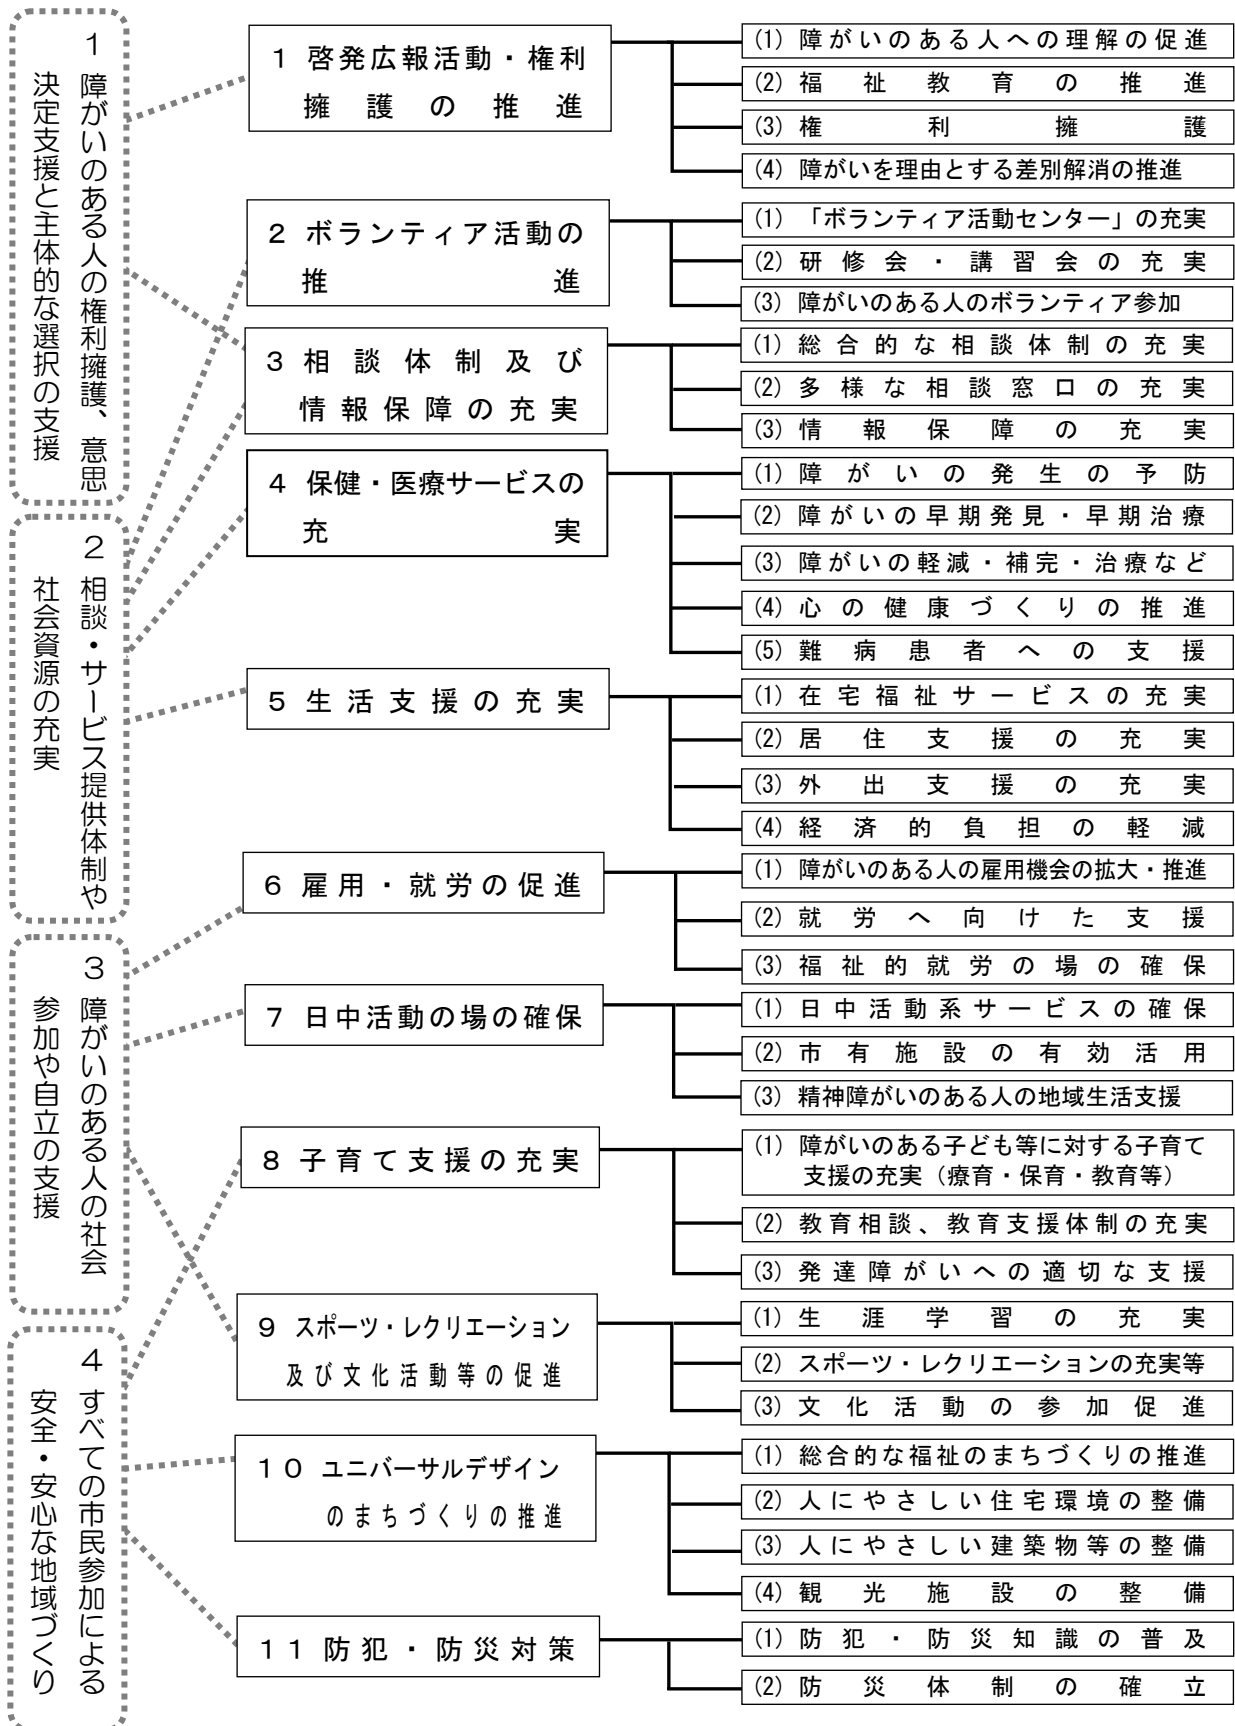 1 障がいのある人の権利擁護、意思
決定支援と主体的な選択の支援
2 相談・サービス提供体制や
社会資源の充実
3 障がいのある人の社会
参加や自立の支援
4 すべての市民参加による
安全・安心な地域づくり
1 啓発広報活動・権利
擁護の推進
(1) 障がいのある人への理解の促進
(2) 福祉教育の推進
(3) 権利擁護
(4) 障がいを理由とする差別解消の推進
2 ボランティア活動の
推進
(1) 「ボランティア活動センター」の充実
(2) 研修会・講習会の充実
(3) 障がいのある人のボランティア参加
3 相談体制及び
情報保障の充実
(1) 総合的な相談体制の充実
(2) 多様な相談窓口の充実
(3) 情報保障の充実
4 保健・医療サービスの
充実
(1) 障がいの発生の予防
(2) 障がいの早期発見・早期治療
(3) 障がいの軽減・補完・治療など
(4) 心の健康づくりの推進
(5) 難病患者への支援
5 生活支援の充実
(1) 在宅福祉サービスの充実
(2) 居住支援の充実
(3) 外出支援の充実
(4) 経済的負担の軽減
6 雇用・就労の促進
(1) 障がいのある人の雇用機会の拡大・推進
(2) 就労へ向けた支援
(3) 福祉的就労の場の確保
7 日中活動の場の確保
(1) 日中活動系サービスの確保
(2) 市有施設の有効活用
(3) 精神障がいのある人の地域生活支援
8 子育て支援の充実
(1) 障がいのある子ども等に対する子育て
支援の充実（療育・保育・教育等）
(2) 教育相談、教育支援体制の充実
(3) 発達障がいへの適切な支援
9 スポーツ・レクリエーション
及び文化活動等の促進
(1) 生涯学習の充実
(2) スポーツ・レクリエーションの充実等
(3) 文化活動の参加促進
10 ユニバーサルデザイン
のまちづくりの推進
(1) 総合的な福祉のまちづくりの推進
(2) 人にやさしい住宅環境の整備
(3) 人にやさしい建築物等の整備
(4) 観光施設の整備
11 防犯・防災対策
(1) 防犯・防災知識の普及
(2) 防災体制の確立